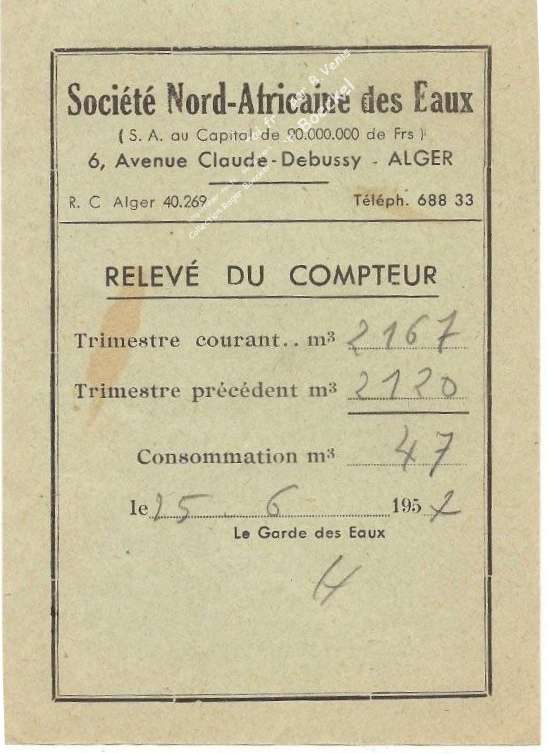 Société Nord-Africaine des Eaux
( S. A. au Capital de 20.000.000 de Frs )
6, Avenue Claude-Debussy - ALGER
R. C Alger 40.269 Téléph. 688 33
RELEVÉ DU COMPTEUR
Trimestre courant.. m³ 2167
Trimestre précédent m³ 2120
Consommation m³ 47
le 25 - 6 195
Le Garde des Eaux